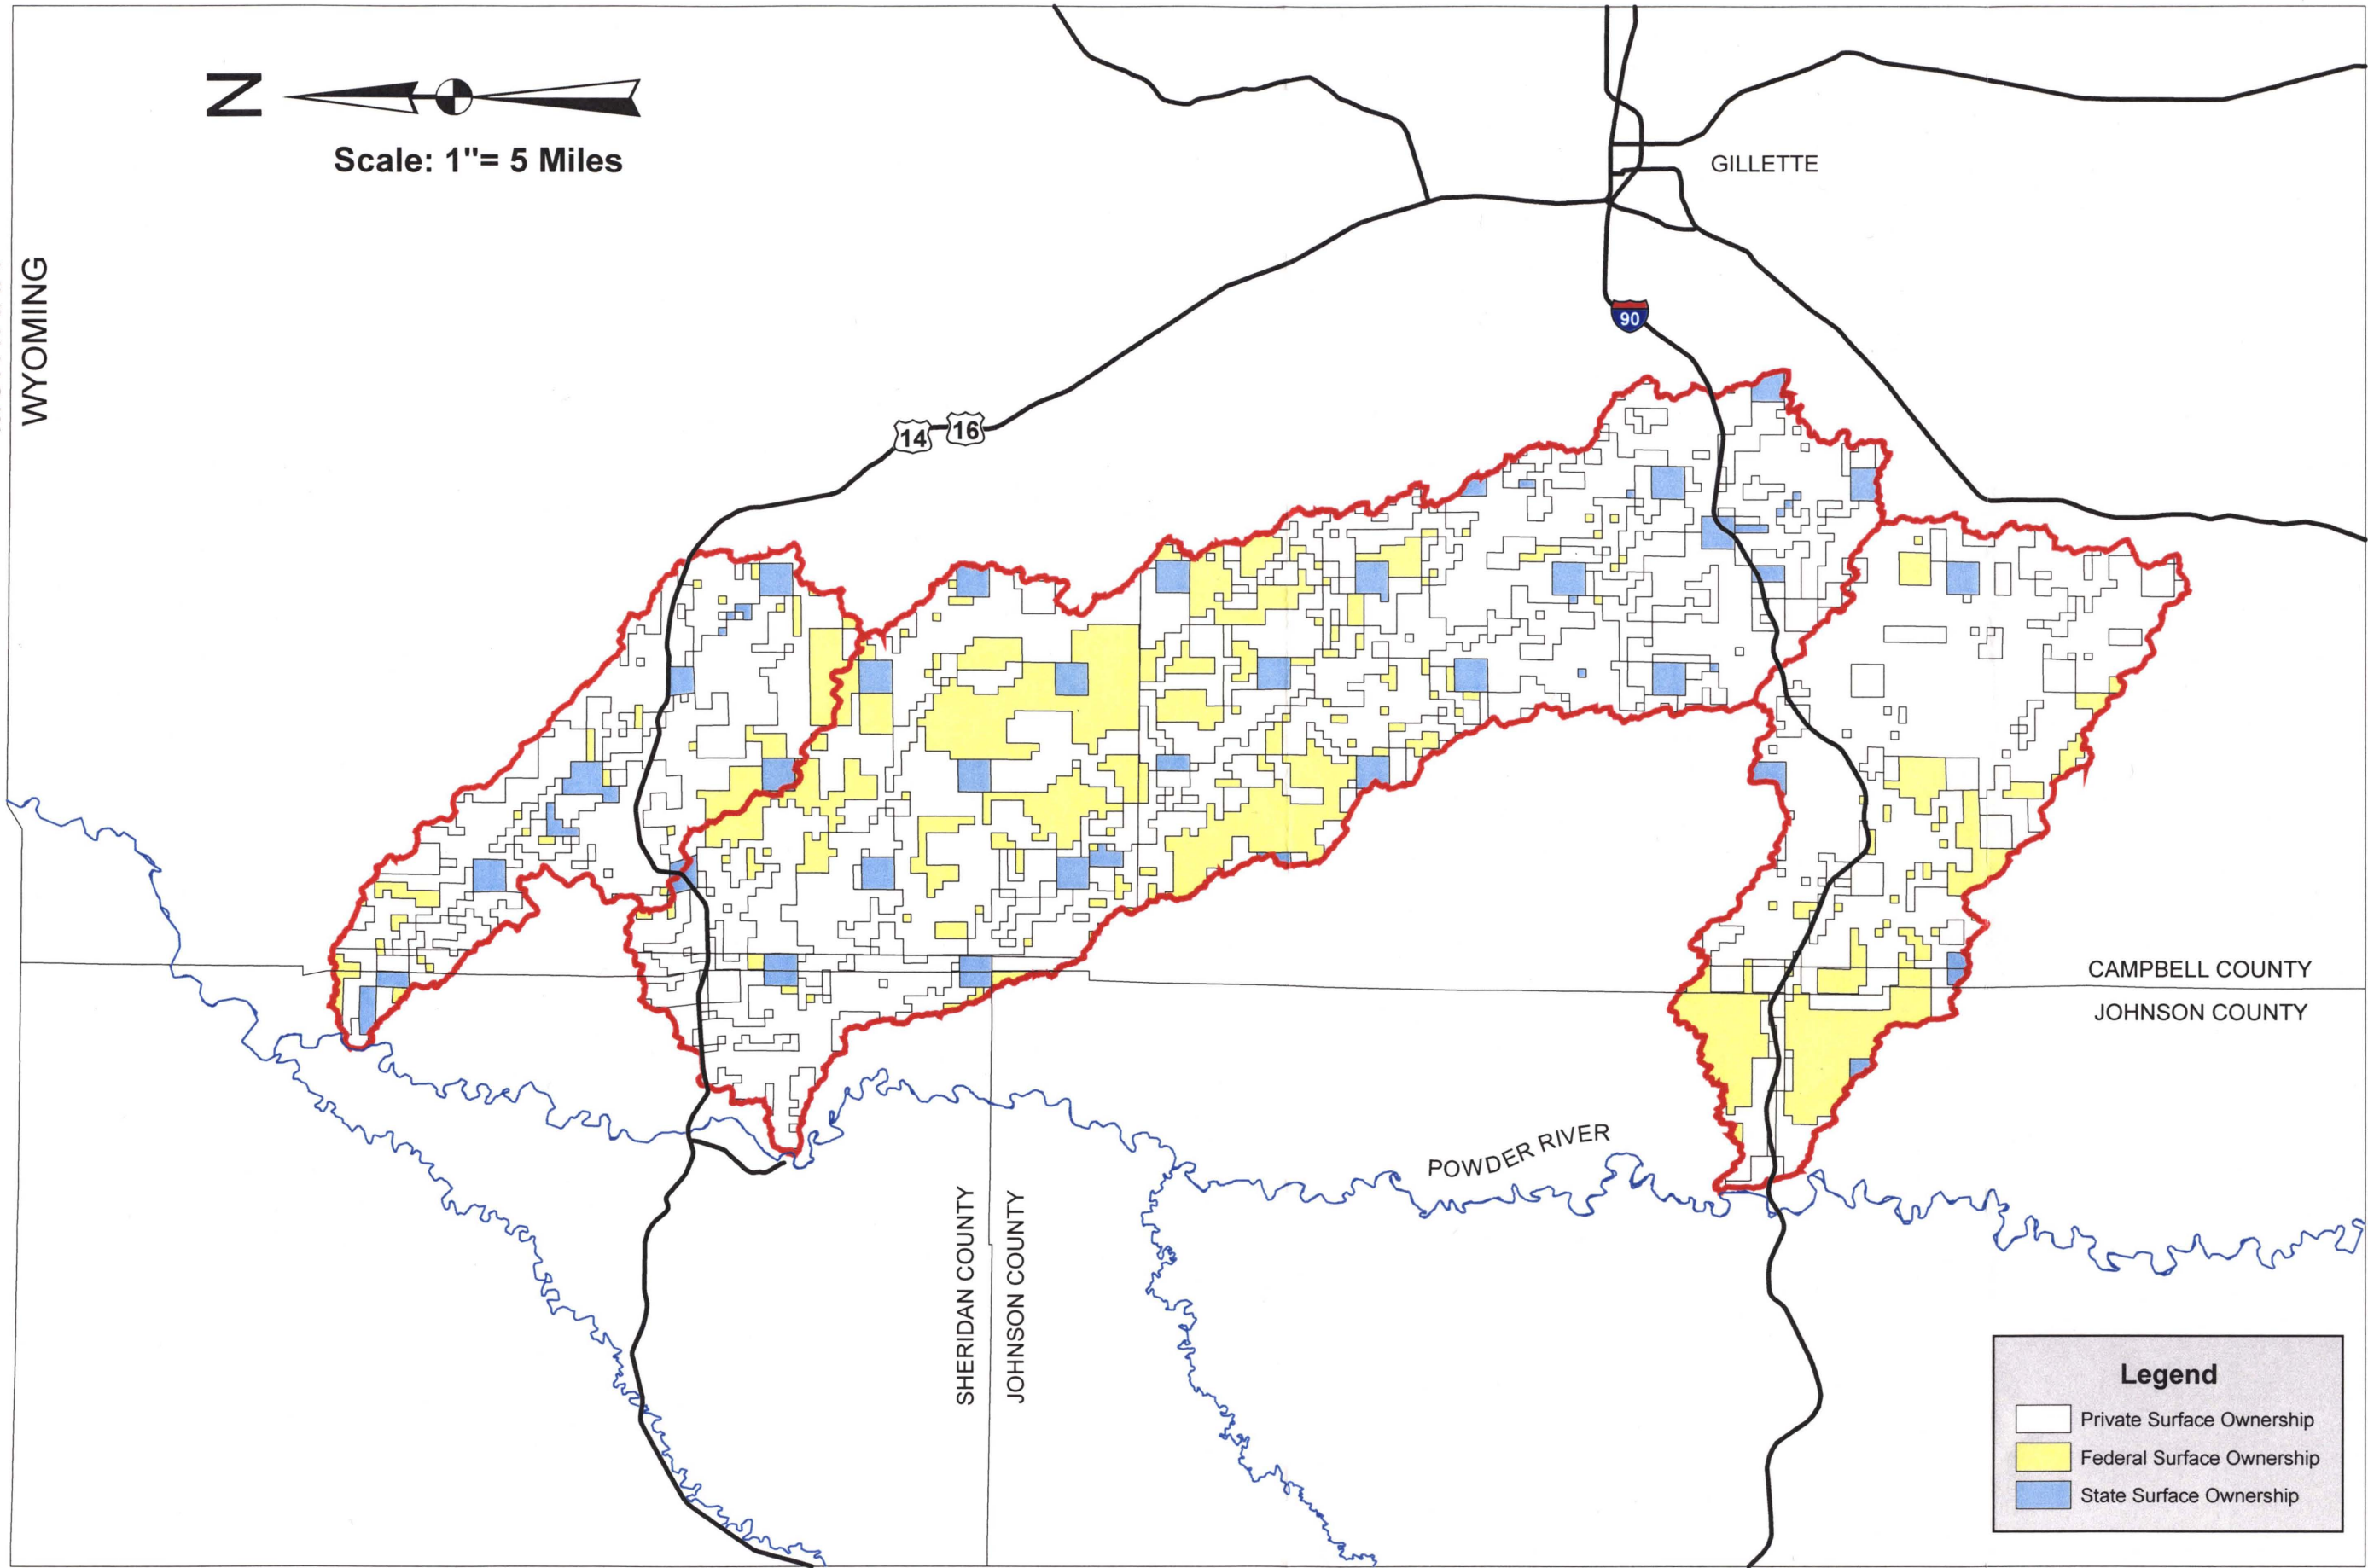 N
Scale: 1"= 5 Miles
WYOMING
GILLETTE
90
14
16
CAMPBELL COUNTY
JOHNSON COUNTY
POWDER RIVER
SHERIDAN COUNTY
JOHNSON COUNTY
Legend
Private Surface Ownership
Federal Surface Ownership
State Surface Ownership